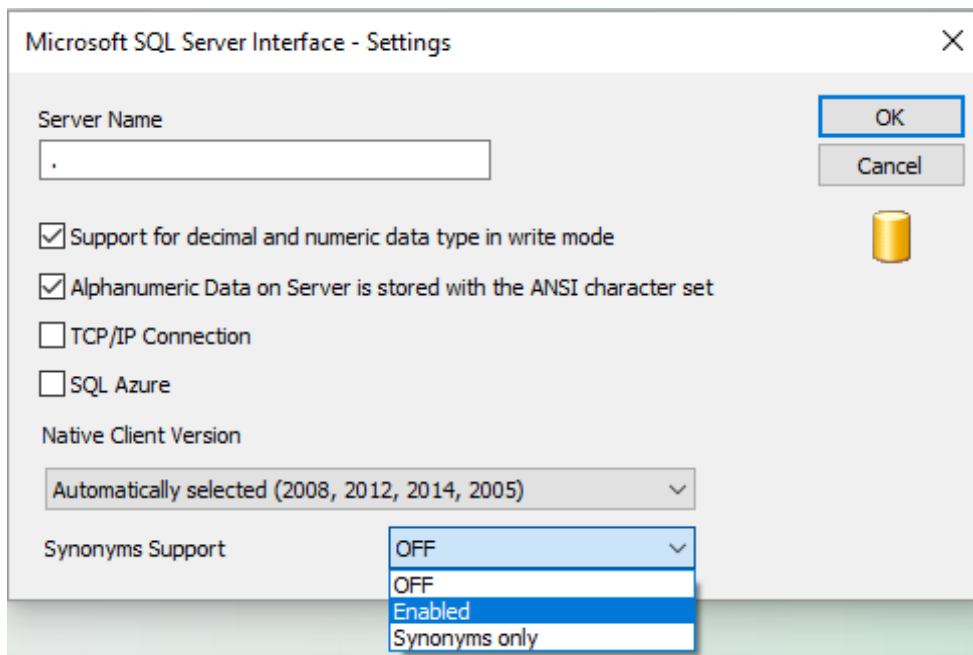 Microsoft SQL Server Interface - Settings
Server Name
OK
.
Cancel
Support for decimal and numeric data type in write mode
Alphanumeric Data on Server is stored with the ANSI character set
TCP/IP Connection
SQL Azure
Native Client Version
Automatically selected (2008, 2012, 2014, 2005)
Synonyms Support
OFF
OFF
Enabled
Synonyms only